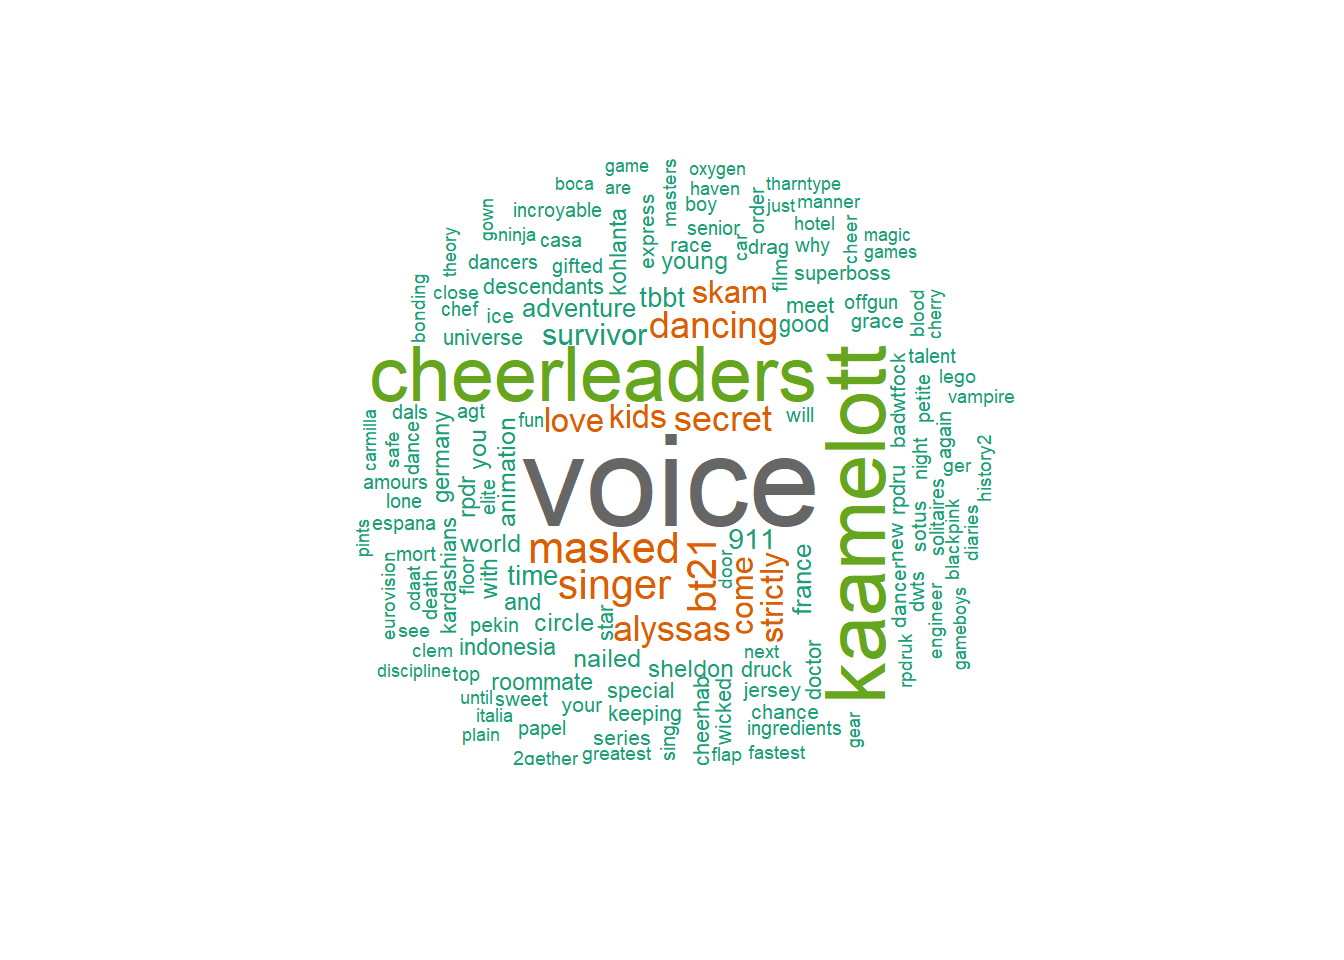 game
oxygen
masters
boca
are
haven
tharntype
gown
incroyable
express
boy
order
just
manner
ninja
casa
kohlanta
senior
car
hotel
cheer
magic
theory
race
drag
why
games
dancers
gifted
young
film
superboss
bonding
close
descendants
tbbt
skam
meet
offgun
blood
cherry
chef
ice
adventure
dancing
good
grace
universe
survivor
cheerleaders
kaamelott
talent
lego
vampire
badwtfock
petite
carmilla
dals
agt
fun
love
kids
secret
will
safe
dance
germany
you
animation
voice
night
again
history2
amours
rpdr
elite
rpdru
ger
lone
solitaires
sotus
pints
espana
world
masked
911
new
blackpink
diaries
mort
kardashians
floor
with
time
singer
bt21
door
come
strictly
france
eurovision
odaat
death
and
dancer
dwts
engineer
gameboys
see
pekin
circle
star
alyssas
clem
indonesia
next
rpdruk
discipline
top
nailed
sheldon
druck
doctor
roommate
until
sweet
special
cheerhab
wicked
jersey
italia
your
keeping
chance
plain
papel
series
sing
ingredients
gear
2gether
greatest
flap
fastest